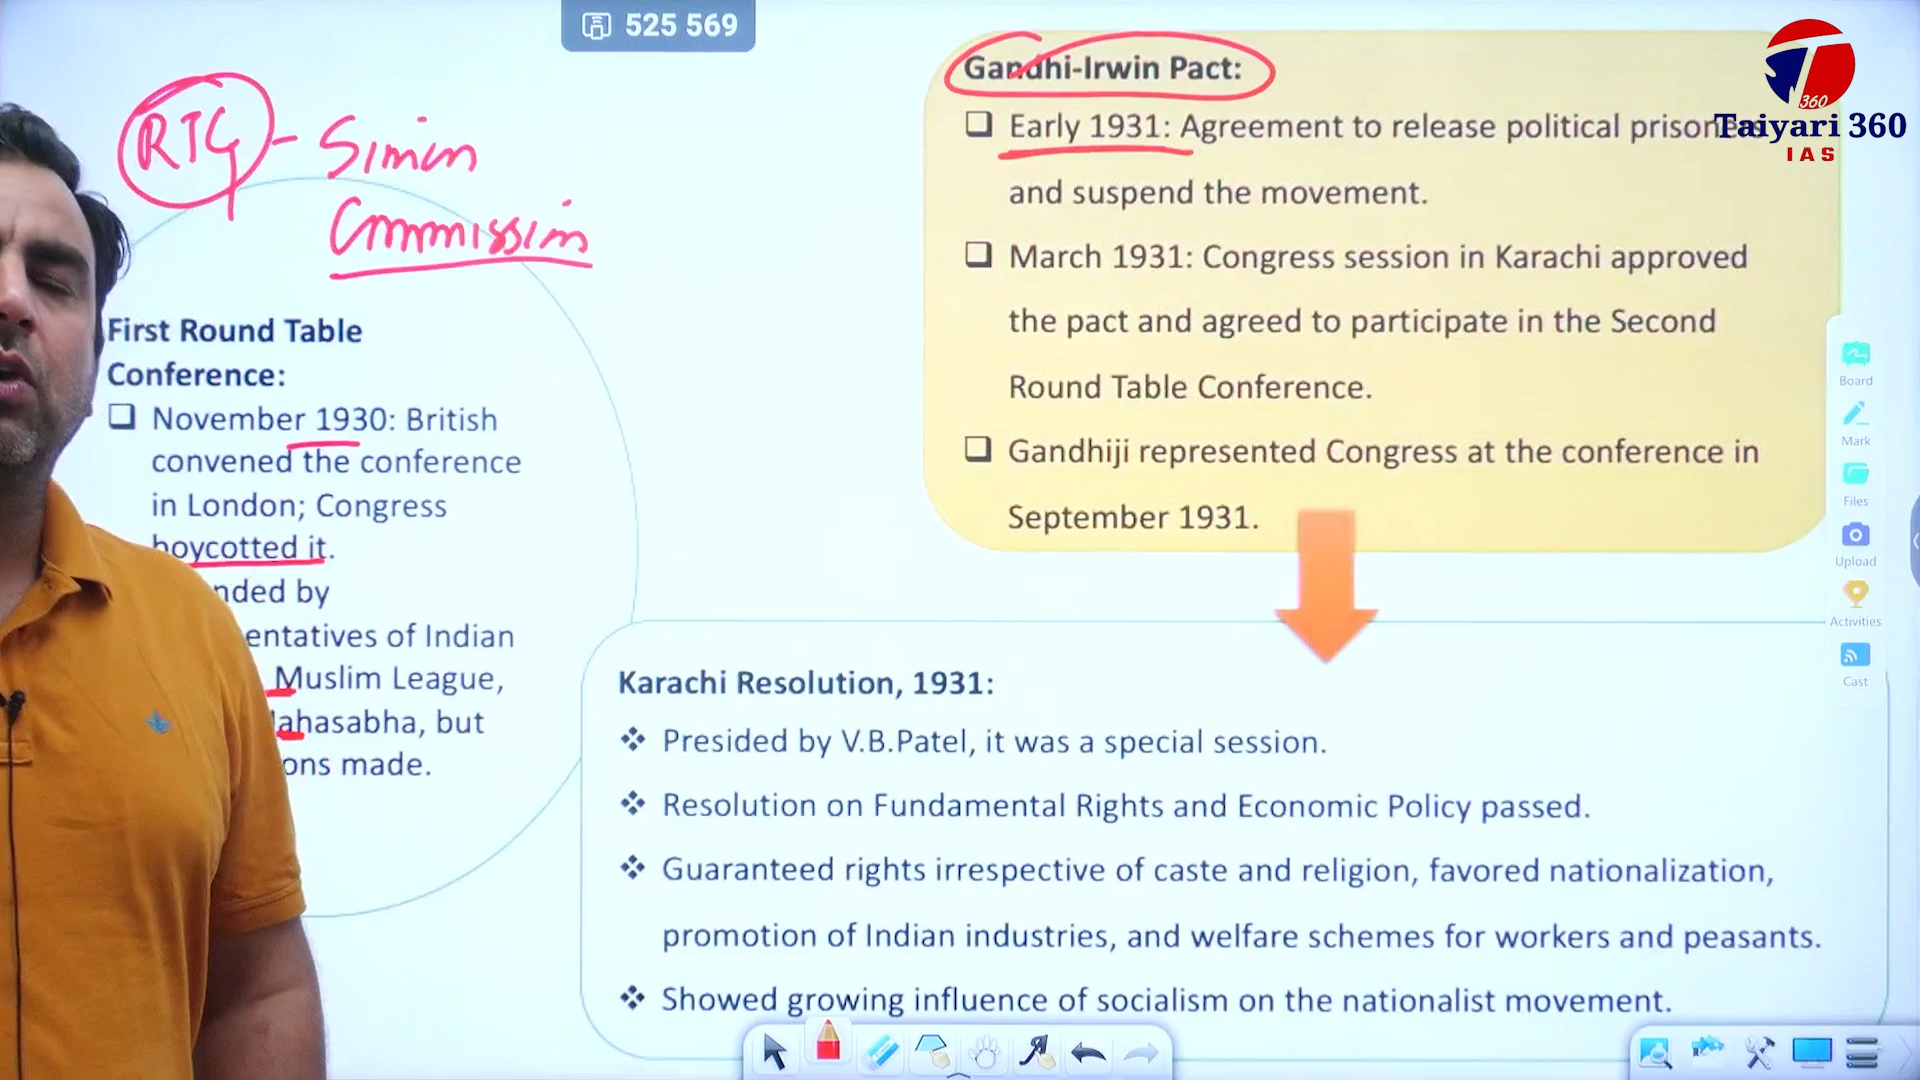 525 569
RTG - Simon
Commission
First Round Table
Conference:
November 1930: British
convened the conference
in London; Congress
boycotted it.
by
of Indian
Muslim League,
but
made.
Gandhi-Irwin Pact:
Early 1931: Agreement to release political
and suspend the movement.
March 1931: Congress session in Karachi approved
the pact and agreed to participate in the Second
Round Table Conference.
Gandhiji represented Congress at the conference in
September 1931.
Karachi Resolution, 1931:
Presided by V.B.Patel, it was a special session.
Resolution on Fundamental Rights and Economic Policy passed.
Guaranteed rights irrespective of caste and religion, favored nationalization,
promotion of Indian industries, and welfare schemes for workers and peasants.
Showed growing influence of socialism on the nationalist movement.
360
Taiyari 360
IAS
Board
Mark
Files
Upload
Activities
Cast